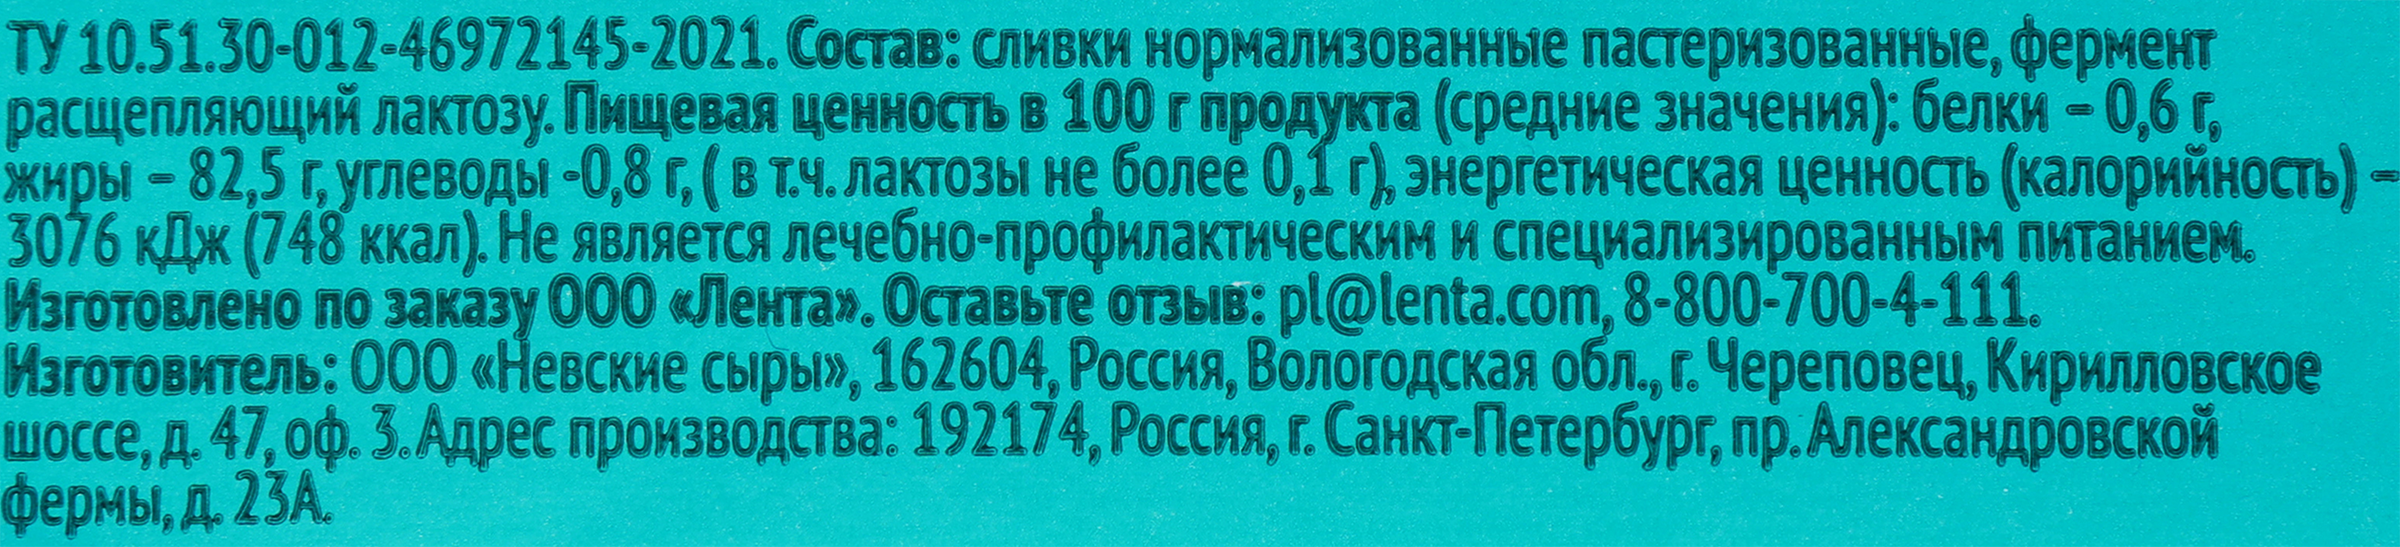 ТУ 10.51.30-012-46972145-2021. Состав: сливки нормализованные пастеризованные, фермент
расщепляющий лактозу. Пищевая ценность в 100 г продукта (средние значения): белки – 0,6 г,
жиры – 82,5 г, углеводы -0,8 г, ( в т.ч. лактозы не более 0,1 г), энергетическая ценность (калорийность) –
3076 кДж (748 ккал). Не является лечебно-профилактическим и специализированным питанием.
Изготовлено по заказу ООО «Лента». Оставьте отзыв: pl@lenta.com, 8-800-700-4-111.
Изготовитель: ООО «Невские сыры», 162604, Россия, Вологодская обл., г. Череповец, Кирилловское
шоссе, д. 47, оф. 3. Адрес производства: 192174, Россия, г. Санкт-Петербург, пр. Александровской
фермы, д. 23А.